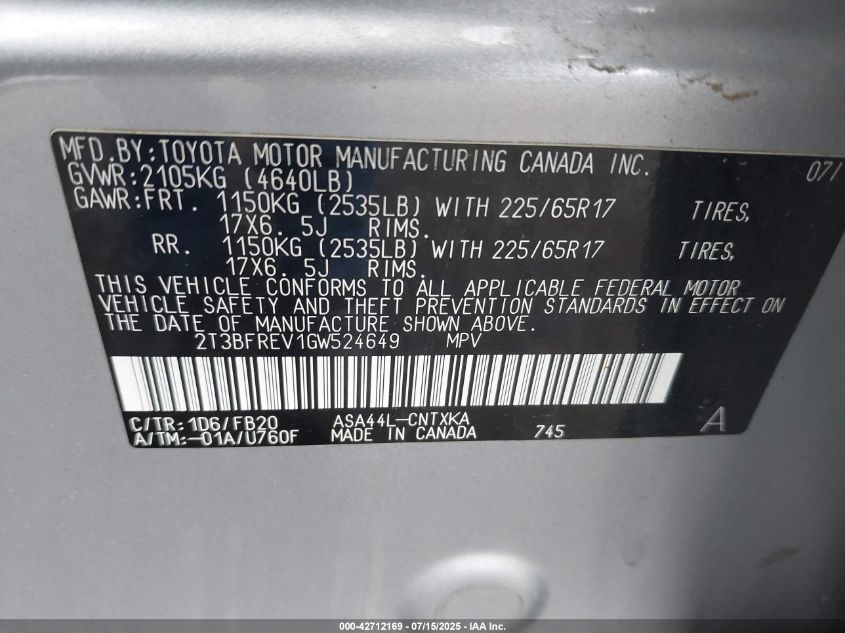 MFD.BY:TOYOTA MOTOR MANUFACTURING CANADA INC. 07/
GVWR:2105KG (4640LB)
GAWR:FRT. 1150KG (2535LB) WITH 225/65R17 TIRES,
17X6. 5J RIMS.
RR. 1150KG (2535LB) WITH 225/65R17 TIRES,
17X6. 5J RIMS.
THIS VEHICLE CONFORMS TO ALL APPLICABLE FEDERAL MOTOR
VEHICLE SAFETY AND THEFT PREVENTION STANDARDS IN EFFECT ON
THE DATE OF MANUFACTURE SHOWN ABOVE.
2T3BFREV1GW524649 MPV
C/TR:1D6/FB20 ASA44L-CNTXKA A
A/TM:-01A/U760F MADE IN CANADA 745
000-42712169 - 07/15/2025 - IAA Inc.